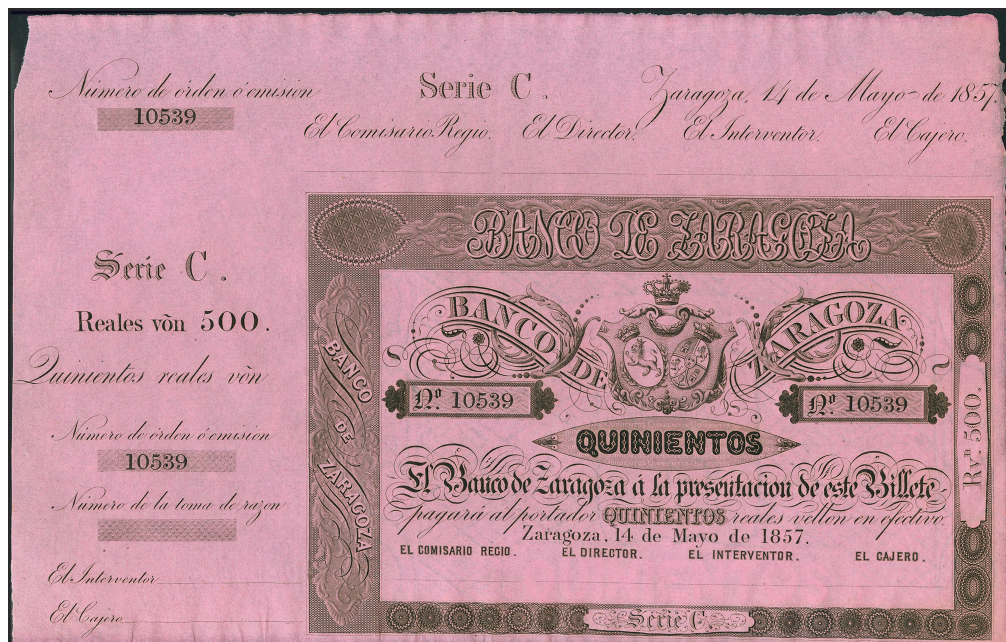 Número de órden ó emision
10539
Serie C.
Zaragoza, 14 de Mayo de 1857.
El Comisario Regio. El Director. El Interventor. El Cajero.
Serie C.
Reales vòn 500.
Quinientos reales vòn
Número de órden ó emision
10539
Número de la toma de razon
El Interventor
El Cajero
BANCO DE ZARAGOZA
BANCO DE ZARAGOZA
BANCO DE ZARAGOZA
Nº 10539
Nº 10539
QUINIENTOS
El Banco de Zaragoza á la presentacion de este Billete
pagará al portador QUINIENTOS reales vellon en efectivo.
Zaragoza, 14 de Mayo de 1857.
EL COMISARIO REGIO. EL DIRECTOR. EL INTERVENTOR. EL CAJERO.
Rvn 500.
Serie C.